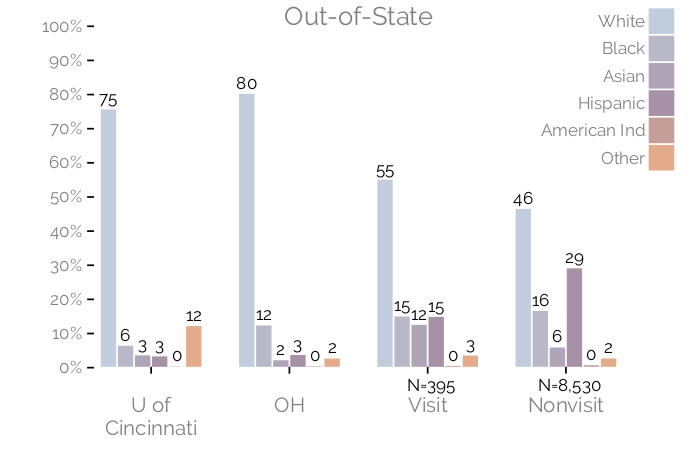 Out-of-State
White
Black
Asian
Hispanic
American Ind
Other
100%
90%
80%
70%
60%
50%
40%
30%
20%
10%
0%
75
6
3
3
0
12
80
12
2
3
0
2
55
15
12
15
0
3
46
16
6
29
0
2
N=395
N=8,530
U of
Cincinnati
OH
Visit
Nonvisit